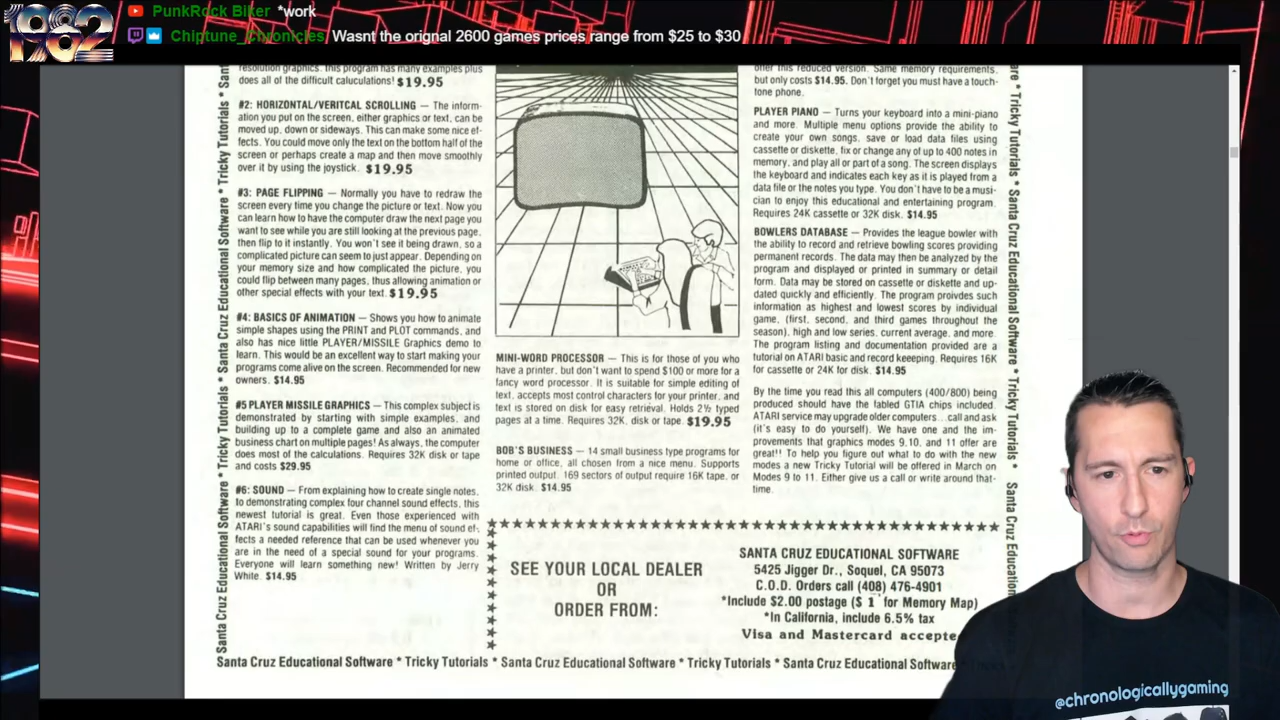 1982
PunkRock Biker *work
Chiptune_Chronicles Wasnt the orignal 2600 games prices range from $25 to $30
resolution graphics, this program has many examples plus
does all of the difficult caluculations! $19.95
#2: HORIZONTAL/VERITCAL SCROLLING — The inform-
ation you put on the screen, either graphics or text, can be
moved up, down or sideways. This can make some nice ef-
fects. You could move only the text on the bottom half of the
screen or perhaps create a map and then move smoothly
over it by using the joystick. $19.95
#3: PAGE FLIPPING — Normally you have to redraw the
screen every time you change the picture or text. Now you
can learn how to have the computer draw the next page you
want to see while you are still looking at the previous page,
then flip to it instantly. You won't see it being drawn, so a
complicated picture can seem to just appear. Depending on
your memory size and how complicated the picture, you
could flip between many pages, thus allowing animation or
other special effects with your text. $19.95
#4: BASICS OF ANIMATION — Shows you how to animate
simple shapes using the PRINT and PLOT commands, and
also has nice little PLAYER/MISSILE Graphics demo to
learn. This would be an excellent way to start making your
programs come alive on the screen. Recommended for new
owners. $14.95
#5 PLAYER MISSILE GRAPHICS — This complex subject is
demonstrated by starting with simple examples, and
building up to a complete game and also an animated
business chart on multiple pages! As always, the computer
does most of the calculations. Requires 32K disk or tape
and costs $29.95
#6: SOUND — From explaining how to create single notes,
to demonstrating complex four channel sound effects, this
newest tutorial is great. Even those experienced with
ATARI's sound capabilities will find the menu of sound ef-
fects a needed reference that can be used whenever you
are in the need of a special sound for your programs.
Everyone will learn something new! Written by Jerry
White. $14.95
MINI-WORD PROCESSOR — This is for those of you who
have a printer, but don't want to spend $100 or more for a
fancy word processor. It is suitable for simple editing of
text, accepts most control characters for your printer, and
text is stored on disk for easy retrieval. Holds 2½ typed
pages at a time. Requires 32K, disk or tape. $19.95
BOB'S BUSINESS — 14 small business type programs for
home or office, all chosen from a nice menu. Supports
printed output. 169 sectors of output require 16K tape, or
32K disk. $14.95
offer this reduced version. Same memory requirements,
but only costs $14.95. Don't forget you must have a touch-
tone phone.
PLAYER PIANO — Turns your keyboard into a mini-piano
and more. Multiple menu options provide the ability to
create your own songs, save or load data files using
cassette or diskette, fix or change any of up to 400 notes in
memory, and play all or part of a song. The screen displays
the keyboard and indicates each key as it is played from a
data file or the notes you type. You don't have to be a musi-
cian to enjoy this educational and entertaining program.
Requires 24K cassette or 32K disk. $14.95
BOWLERS DATABASE — Provides the league bowler with
the ability to record and retrieve bowling scores providing
permanent records. The data may then be analyzed by the
program and displayed or printed in summary or detail
form. Data may be stored on cassette or diskette and up-
dated quickly and efficiently. The program proivdes such
information as highest and lowest scores by individual
game, (first, second, and third games throughout the
season), high and low series, current average, and more.
The program listing and documentation provided are a
tutorial on ATARI basic and record keeeping. Requires 16K
for cassette or 24K for disk. $14.95
By the time you read this all computers (400/800) being
produced should have the fabled GTIA chips included.
ATARI service may upgrade older computers... call and ask
(it's easy to do yourself). We have one and the im-
provements that graphics modes 9,10, and 11 offer are
great!! To help you figure out what to do with the new
modes a new Tricky Tutorial will be offered in March on
Modes 9 to 11. Either give us a call or write around that
time.
SEE YOUR LOCAL DEALER
OR
ORDER FROM:
SANTA CRUZ EDUCATIONAL SOFTWARE
5425 Jigger Dr., Soquel, CA 95073
C.O.D. Orders call (408) 476-4901
*Include $2.00 postage ($ 1 for Memory Map)
*In California, include 6.5% tax
Visa and Mastercard accepte
Santa Cruz Educational Software * Tricky Tutorials * Santa Cruz Educational Software * Tricky Tutorials * Santa Cruz Educational Software
Santa Cruz Educational Software * Tricky Tutorials * San
are * Tricky Tutorials * Santa Cruz Educational Software * Tricky Tutorials * Santa Cruz Education
@chronologicallygaming